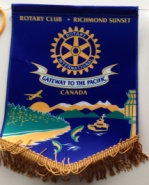 ROTARY CLUB • RICHMOND SUNSET
ROTARY
INTERNATIONAL
GATEWAY TO THE PACIFIC
CANADA